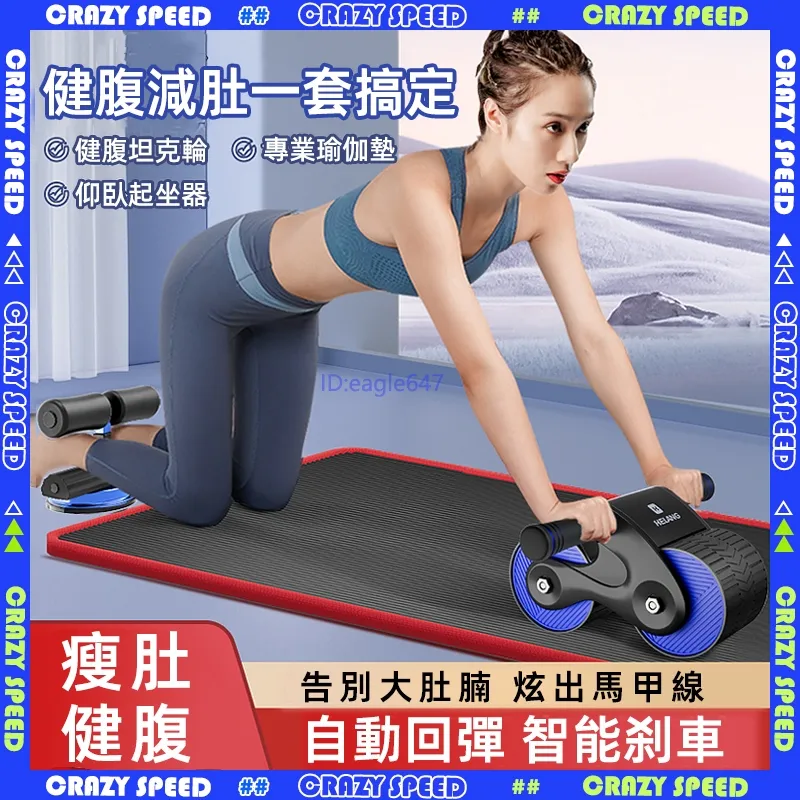 CRAZY SPEED ## CRAZY SPEED ## CRAZY SPEED
CRAZY SPEED
CRAZY SPEED
CRAZY SPEED
CRAZY SPEED
CRAZY SPEED
CRAZY SPEED
健腹減肚一套搞定
健腹坦克輪 專業瑜伽墊
仰臥起坐器
ID:eagle647
HELANG
瘦肚
健腹
告別大肚腩 炫出馬甲線
自動回彈 智能刹車
CRAZY SPEED ## CRAZY SPEED ## CRAZY SPEED